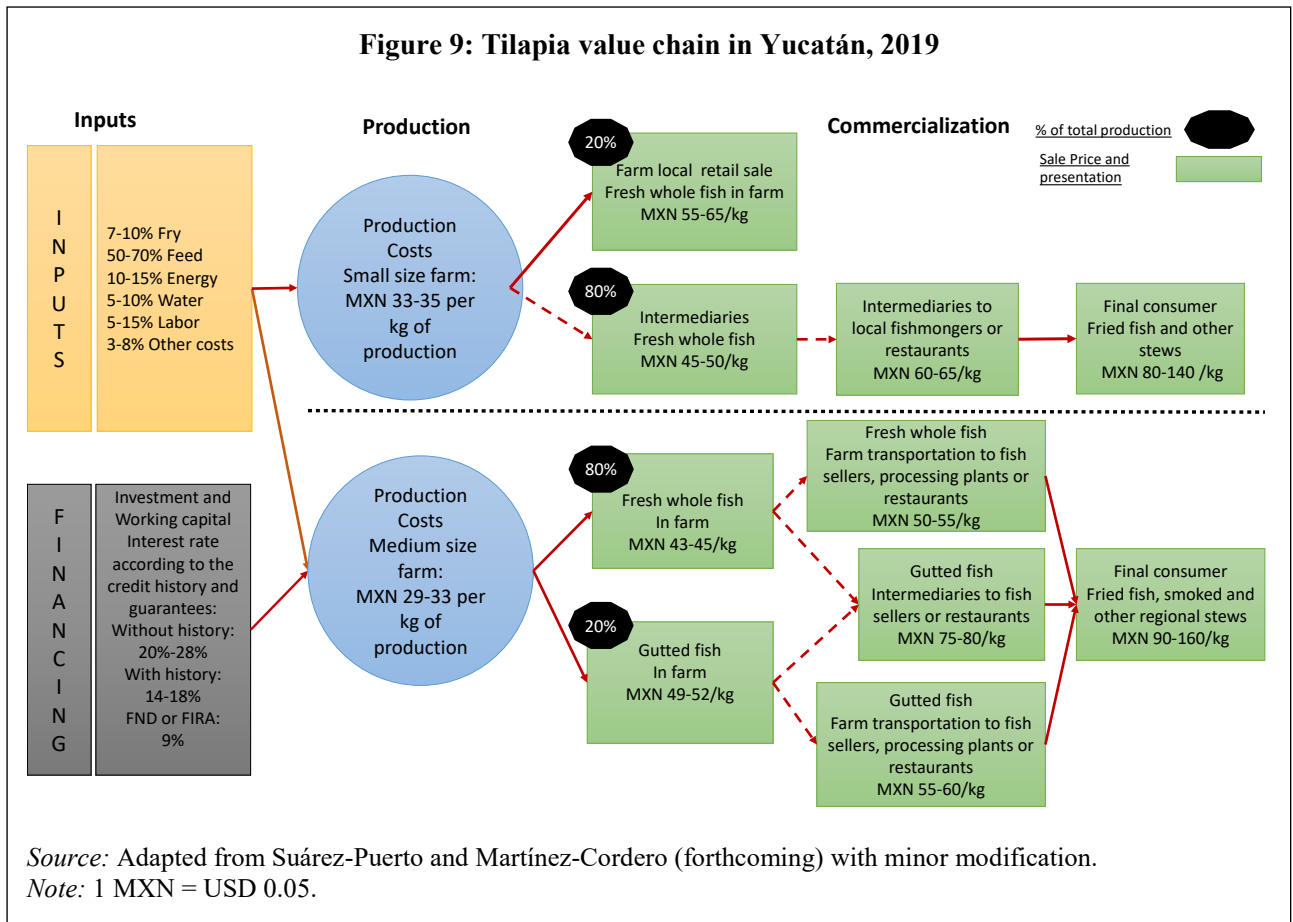 Figure 9: Tilapia value chain in Yucatán, 2019
Inputs
Production
Commercialization
% of total production
Sale Price and
presentation
I
N
P
U
T
S
7-10% Fry
50-70% Feed
10-15% Energy
5-10% Water
5-15% Labor
3-8% Other costs
Production
Costs
Small size farm:
MXN 33-35 per
kg of
production
20%
Farm local retail sale
Fresh whole fish in farm
MXN 55-65/kg
80%
Intermediaries
Fresh whole fish
MXN 45-50/kg
Intermediaries to
local fishmongers or
restaurants
MXN 60-65/kg
Final consumer
Fried fish and other
stews
MXN 80-140 /kg
F
I
N
A
N
C
I
N
G
Investment and
Working capital
Interest rate
according to the
credit history and
guarantees:
Without history:
20%-28%
With history:
14-18%
FND or FIRA:
9%
Production
Costs
Medium size
farm:
MXN 29-33 per
kg of
production
80%
Fresh whole fish
In farm
MXN 43-45/kg
20%
Gutted fish
In farm
MXN 49-52/kg
Fresh whole fish
Farm transportation to fish
sellers, processing plants or
restaurants
MXN 50-55/kg
Gutted fish
Intermediaries to fish
sellers or restaurants
MXN 75-80/kg
Gutted fish
Farm transportation to fish
sellers, processing plants or
restaurants
MXN 55-60/kg
Final consumer
Fried fish, smoked and
other regional stews
MXN 90-160/kg
Source: Adapted from Suárez-Puerto and Martínez-Cordero (forthcoming) with minor modification.
Note: 1 MXN = USD 0.05.